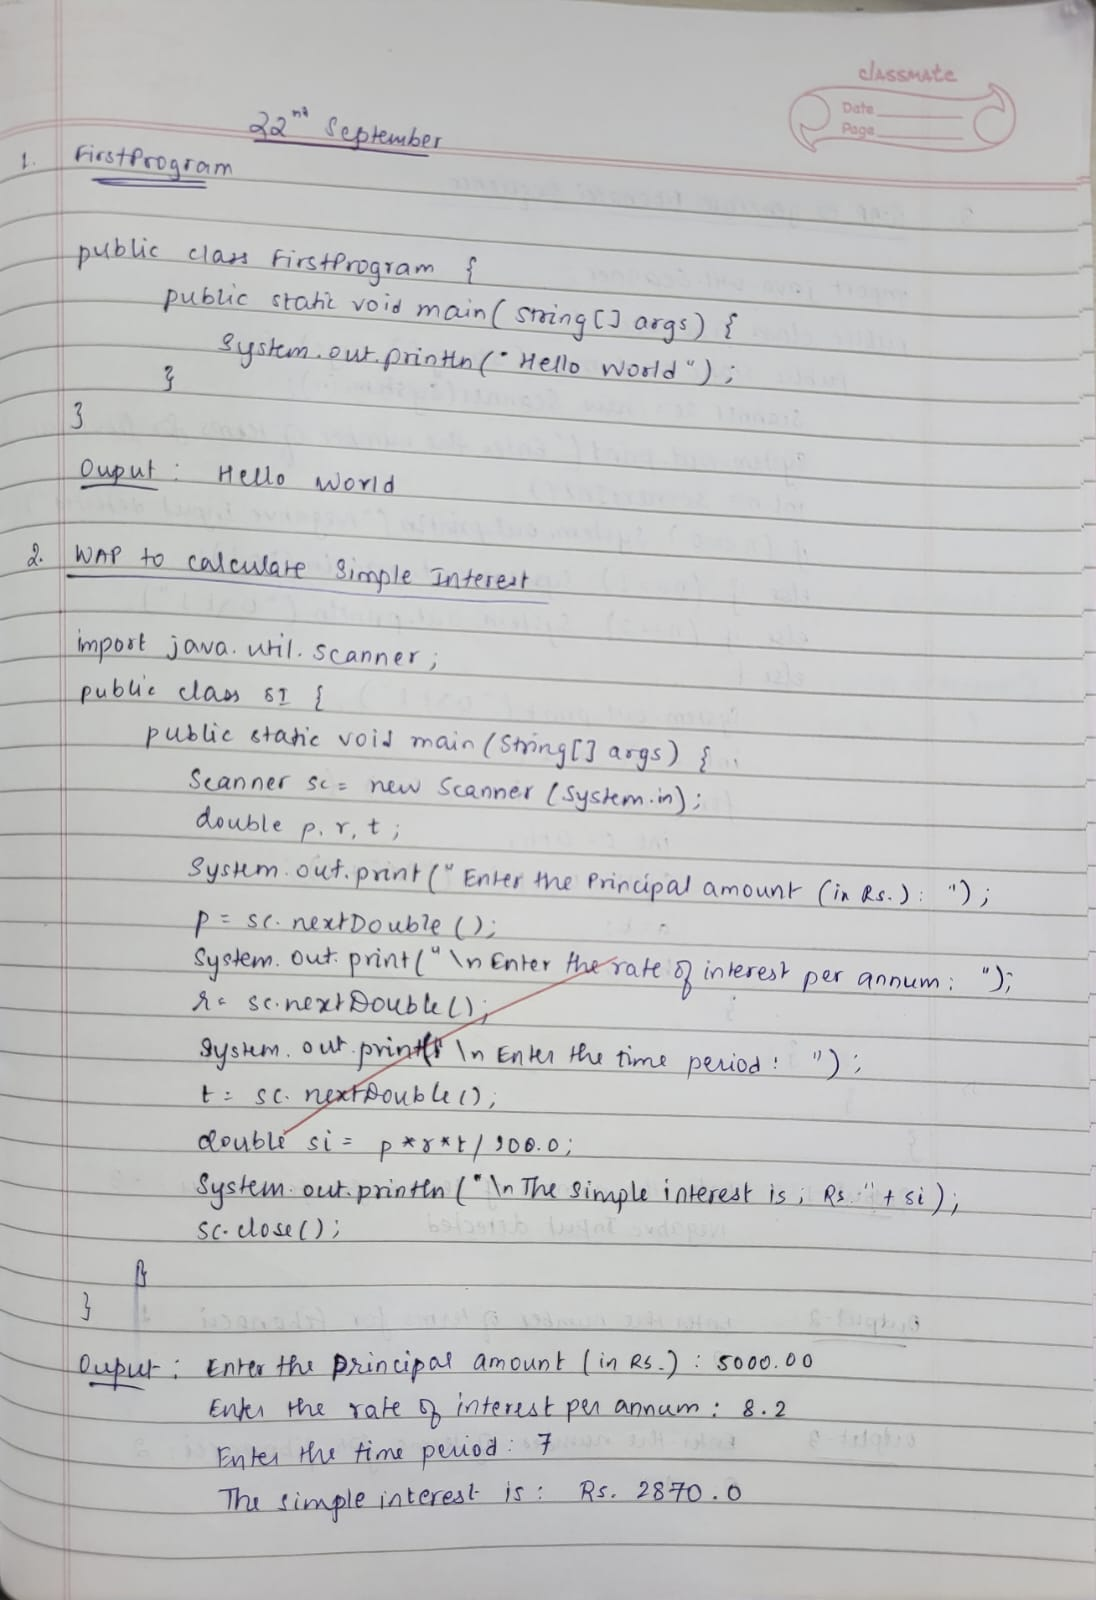 classmate
Date
Page
22nd September
1. FirstProgram
public class FirstProgram {
public static void main(String[] args) {
System.out.println("Hello World");
}
}
Ouput : Hello World
2. WAP to calculate Simple Interest
import java.util.Scanner;
public class SI {
public static void main(String[] args) {
Scanner sc = new Scanner (System.in);
double p, r, t;
System.out.print("Enter the Principal amount (in Rs.): ");
p = sc.nextDouble();
System.out.print("\n Enter the rate of interest per annum: ");
r = sc.nextDouble();
System.out.print(" \n Enter the time period: ");
t = sc.nextDouble();
double si = p*r*t/100.0;
System.out.println("\n The simple interest is : Rs." + si);
sc.close();
}
}
Ouput : Enter the principal amount (in Rs.) : 5000.00
Enter the rate of interest per annum : 8.2
Enter the time period : 7
The simple interest is : Rs. 2870.0